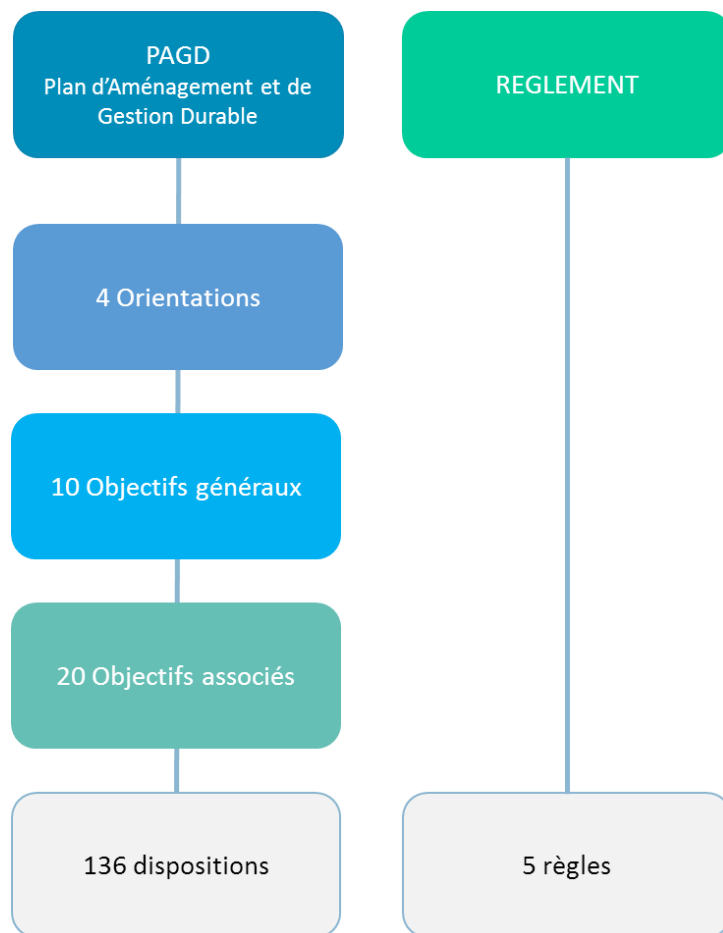 PAGD
Plan d'Aménagement et de
Gestion Durable
REGLEMENT
4 Orientations
10 Objectifs généraux
20 Objectifs associés
136 dispositions
5 règles